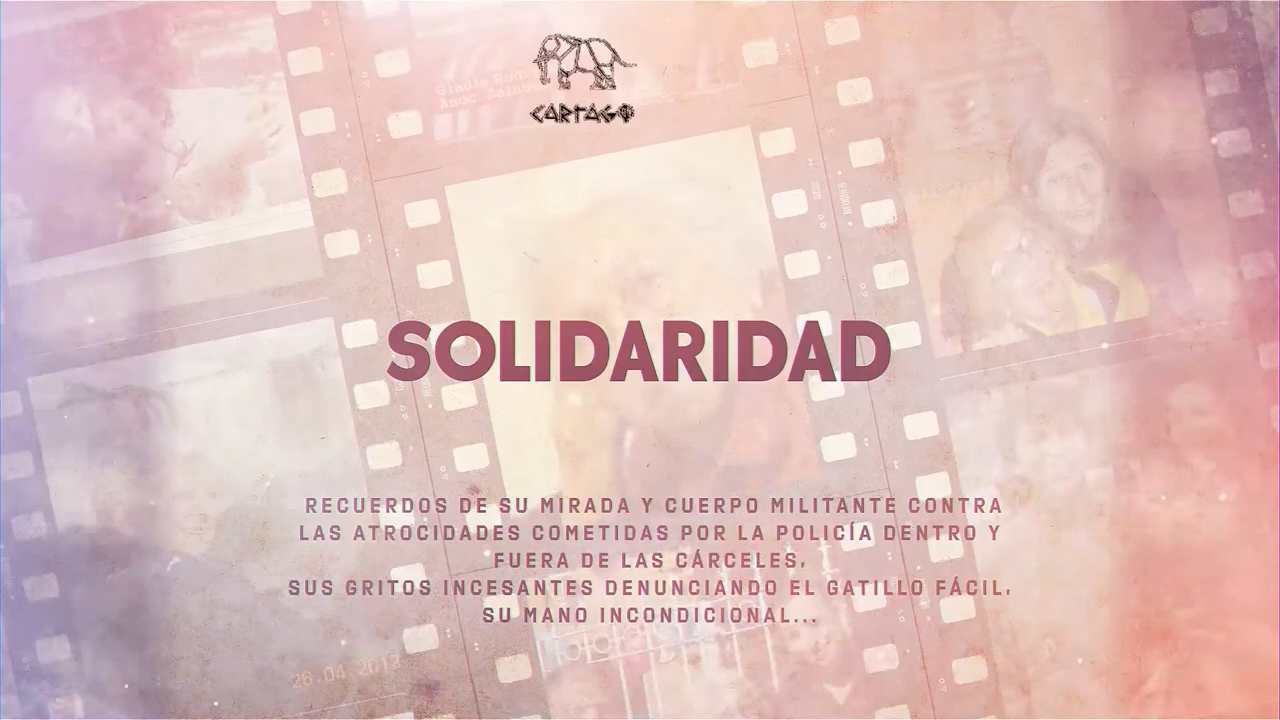 CARTAGO
SOLIDARIDAD
RECUERDOS DE SU MIRADA Y CUERPO MILITANTE CONTRA
LAS ATROCIDADES COMETIDAS POR LA POLICÍA DENTRO Y
FUERA DE LAS CÁRCELES,
SUS GRITOS INCESANTES DENUNCIANDO EL GATILLO FÁCIL,
SU MANO INCONDICIONAL...
26.04.2012